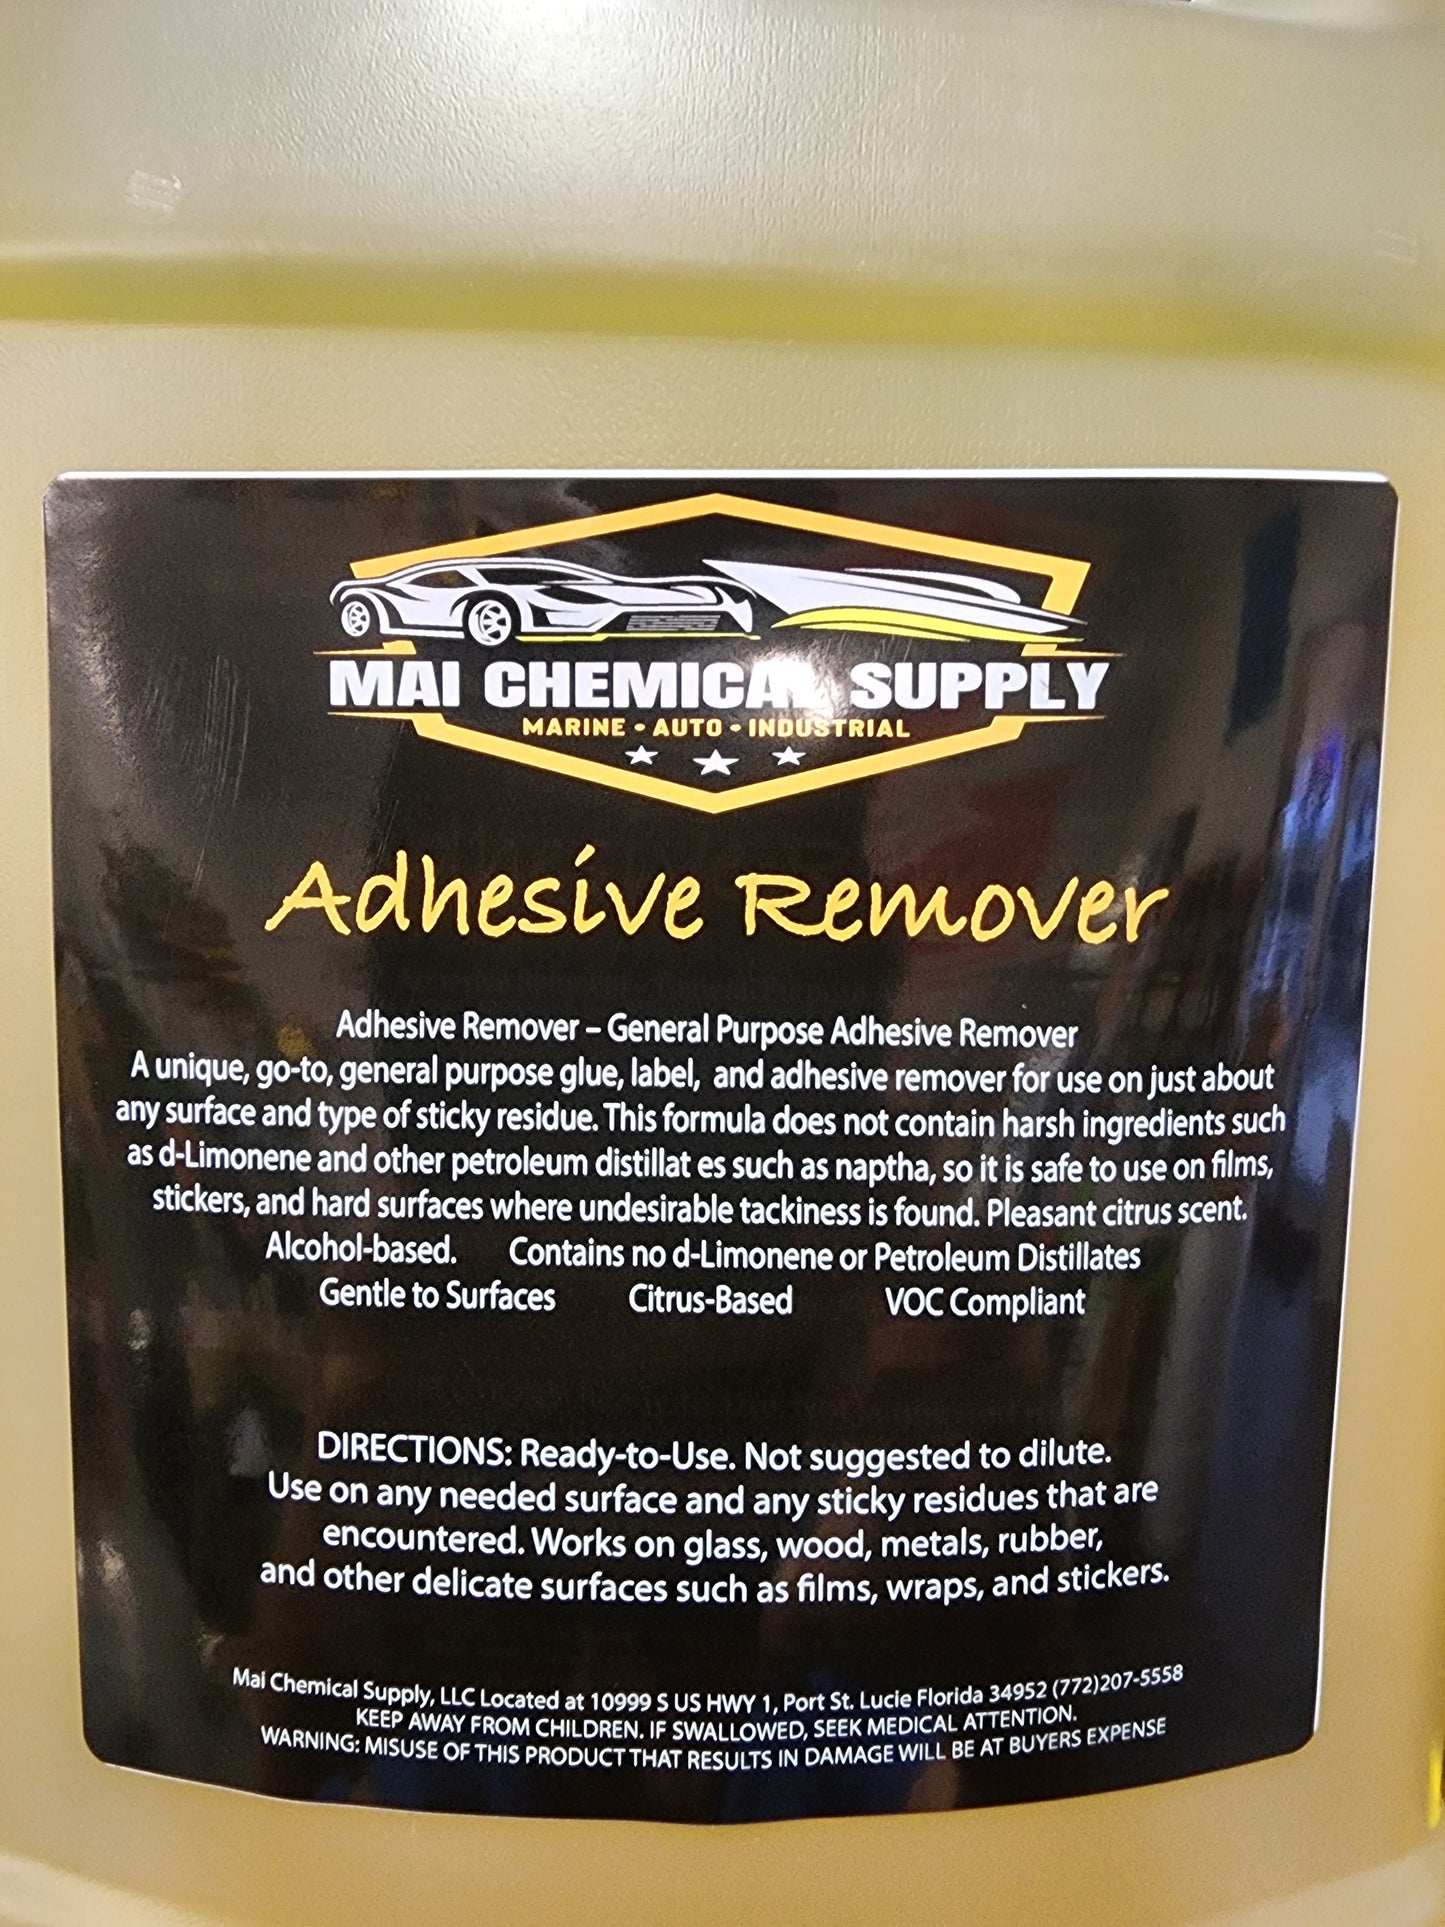 MAI CHEMICAL SUPPLY
MARINE • AUTO • INDUSTRIAL
Adhesive Remover
Adhesive Remover – General Purpose Adhesive Remover
A unique, go-to, general purpose glue, label, and adhesive remover for use on just about
any surface and type of sticky residue. This formula does not contain harsh ingredients such
as d-Limonene and other petroleum distillat es such as naptha, so it is safe to use on films,
stickers, and hard surfaces where undesirable tackiness is found. Pleasant citrus scent.
Alcohol-based. Contains no d-Limonene or Petroleum Distillates
Gentle to Surfaces Citrus-Based VOC Compliant
DIRECTIONS: Ready-to-Use. Not suggested to dilute.
Use on any needed surface and any sticky residues that are
encountered. Works on glass, wood, metals, rubber,
and other delicate surfaces such as films, wraps, and stickers.
Mai Chemical Supply, LLC Located at 10999 S US HWY 1, Port St. Lucie Florida 34952 (772)207-5558
KEEP AWAY FROM CHILDREN. IF SWALLOWED, SEEK MEDICAL ATTENTION.
WARNING: MISUSE OF THIS PRODUCT THAT RESULTS IN DAMAGE WILL BE AT BUYERS EXPENSE